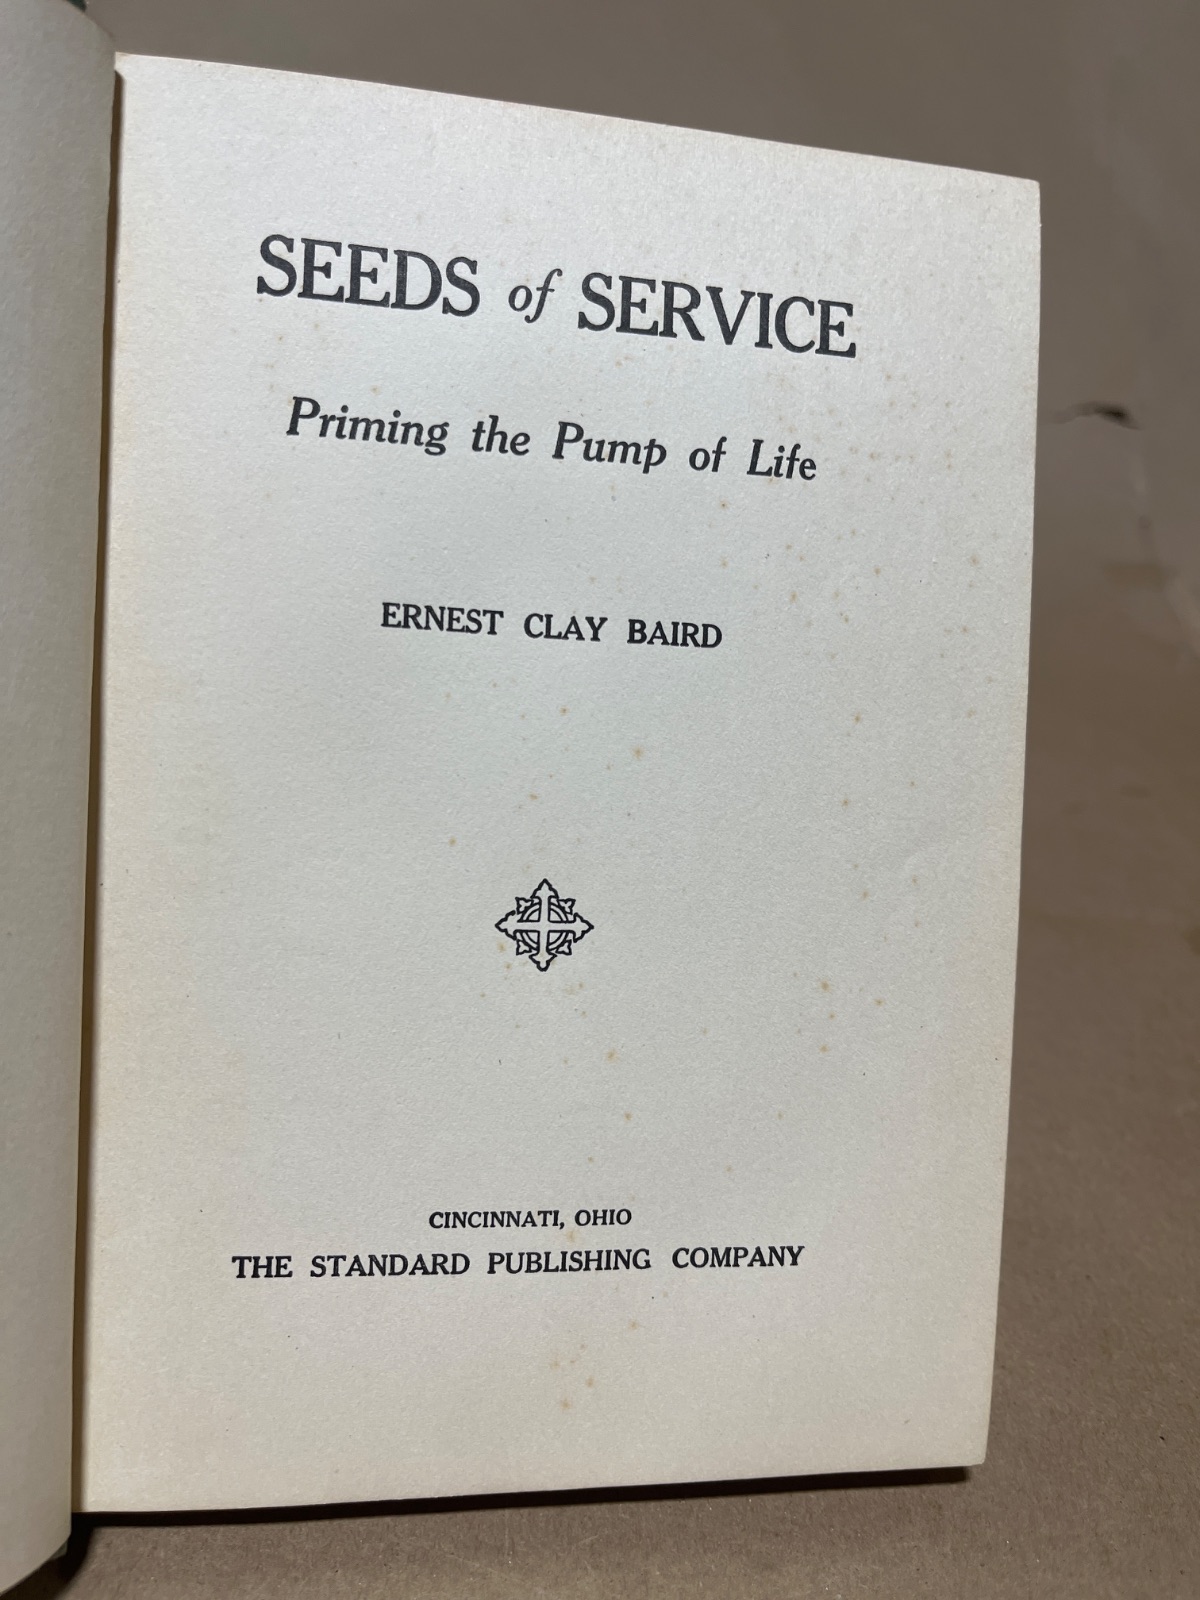 SEEDS of SERVICE
Priming the Pump of Life
ERNEST CLAY BAIRD
CINCINNATI, OHIO
THE STANDARD PUBLISHING COMPANY